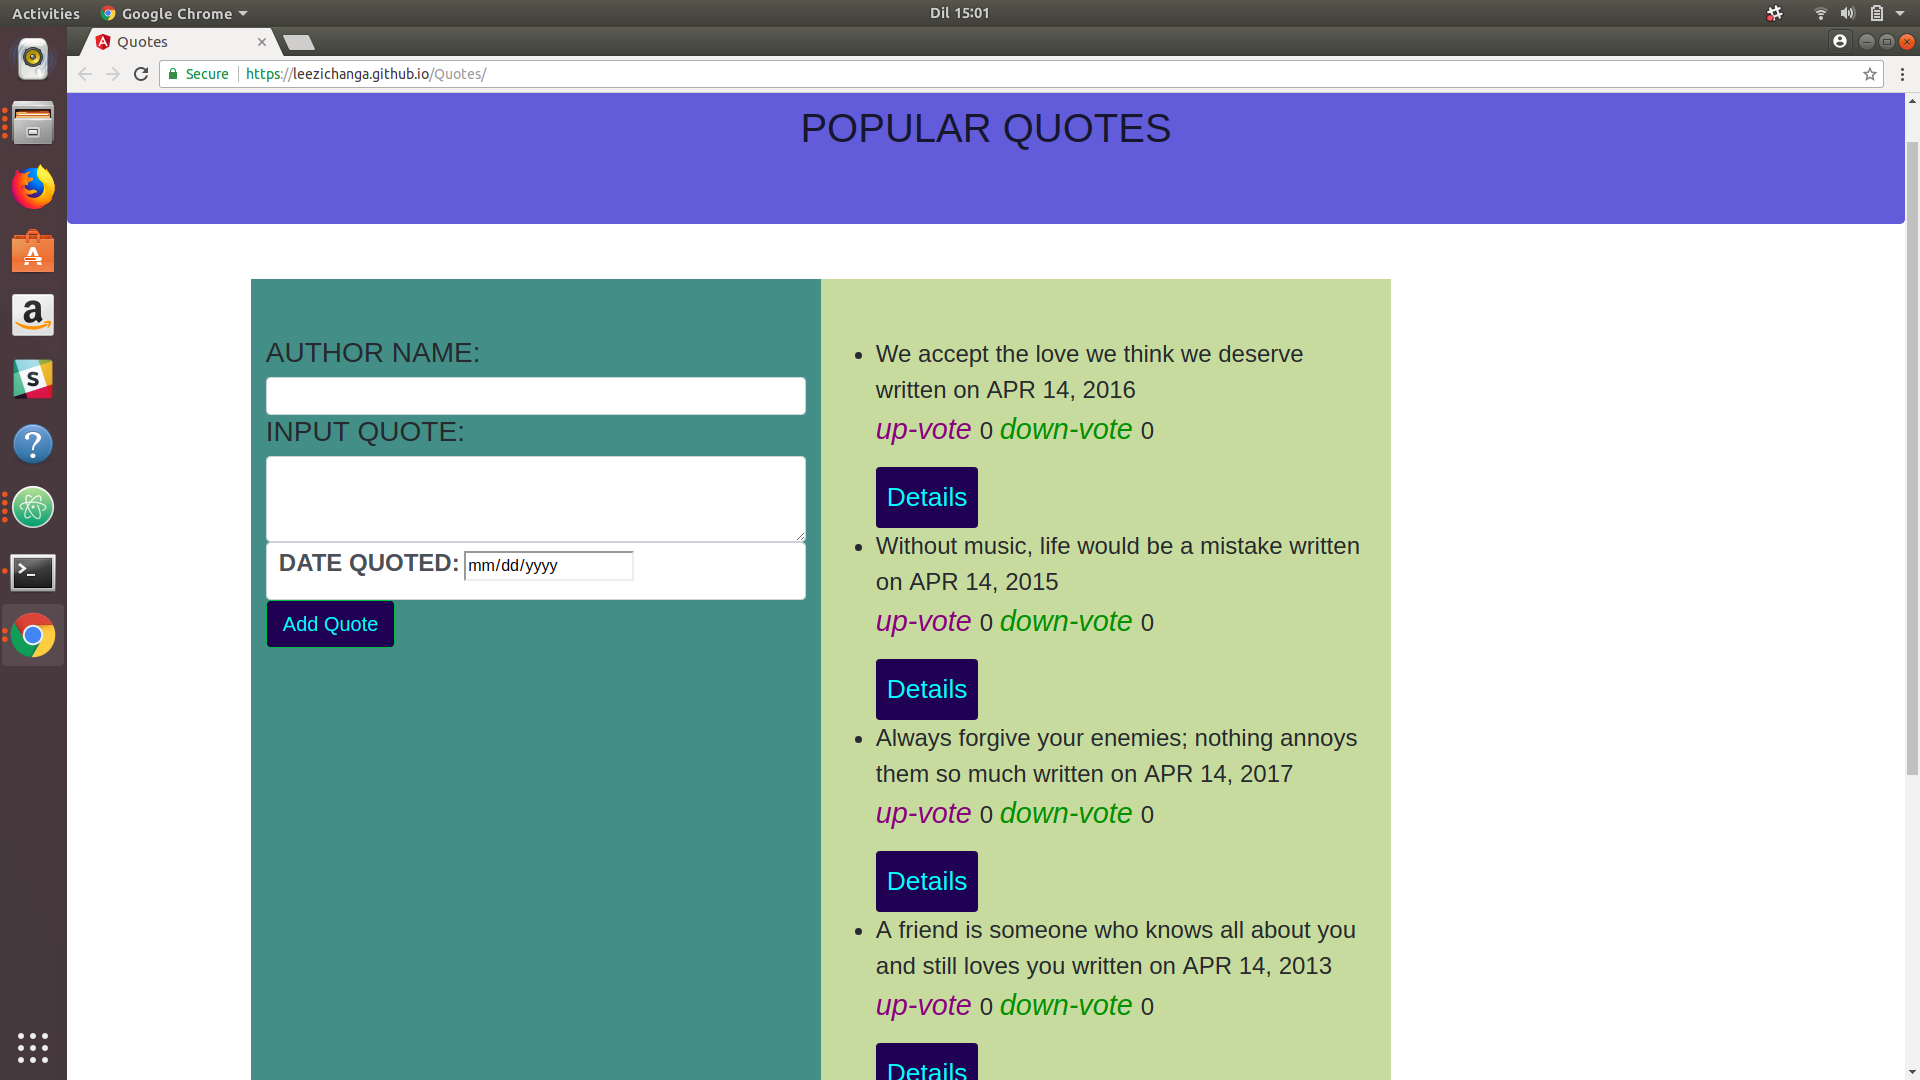 Activities Google Chrome Dil 15:01
Quotes
Secure https://leezichanga.github.io/Quotes/
POPULAR QUOTES
AUTHOR NAME:
INPUT QUOTE:
DATE QUOTED: mm/dd/yyyy
Add Quote
We accept the love we think we deserve
written on APR 14, 2016
up-vote 0 down-vote 0
Details
Without music, life would be a mistake written
on APR 14, 2015
up-vote 0 down-vote 0
Details
Always forgive your enemies; nothing annoys
them so much written on APR 14, 2017
up-vote 0 down-vote 0
Details
A friend is someone who knows all about you
and still loves you written on APR 14, 2013
up-vote 0 down-vote 0
Details